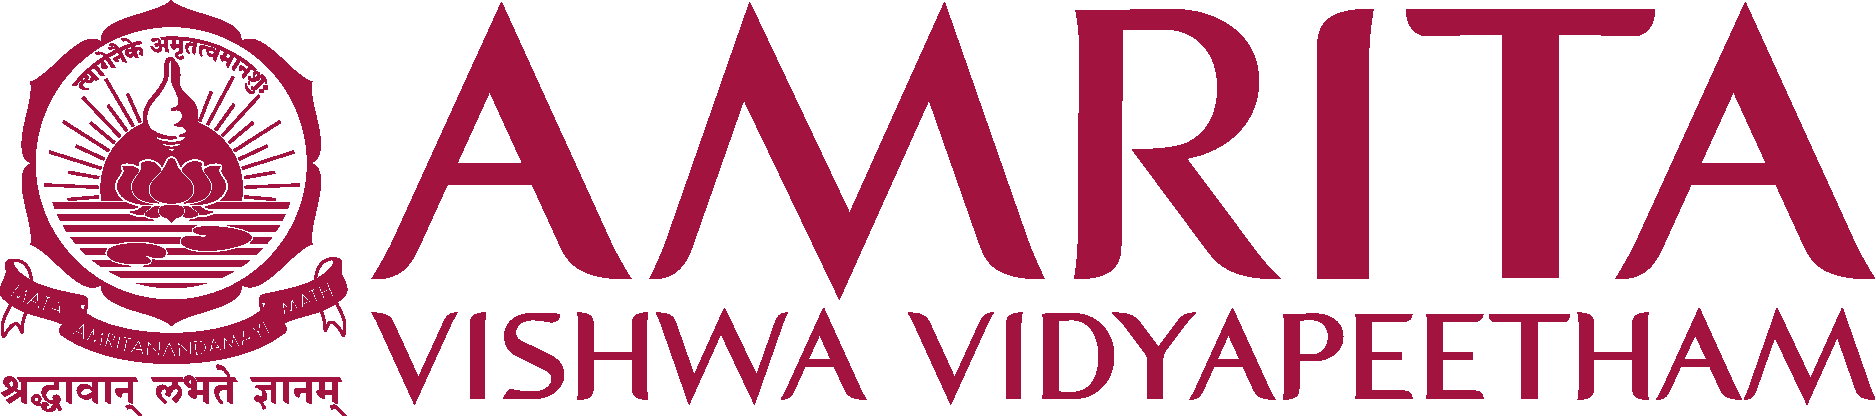 त्यागेनैके अमृतत्वमानशुः
MATA AMRITANANDAMAYI MATH
श्रद्धावान् लभते ज्ञानम्
AMRITA
VISHWA VIDYAPEETHAM